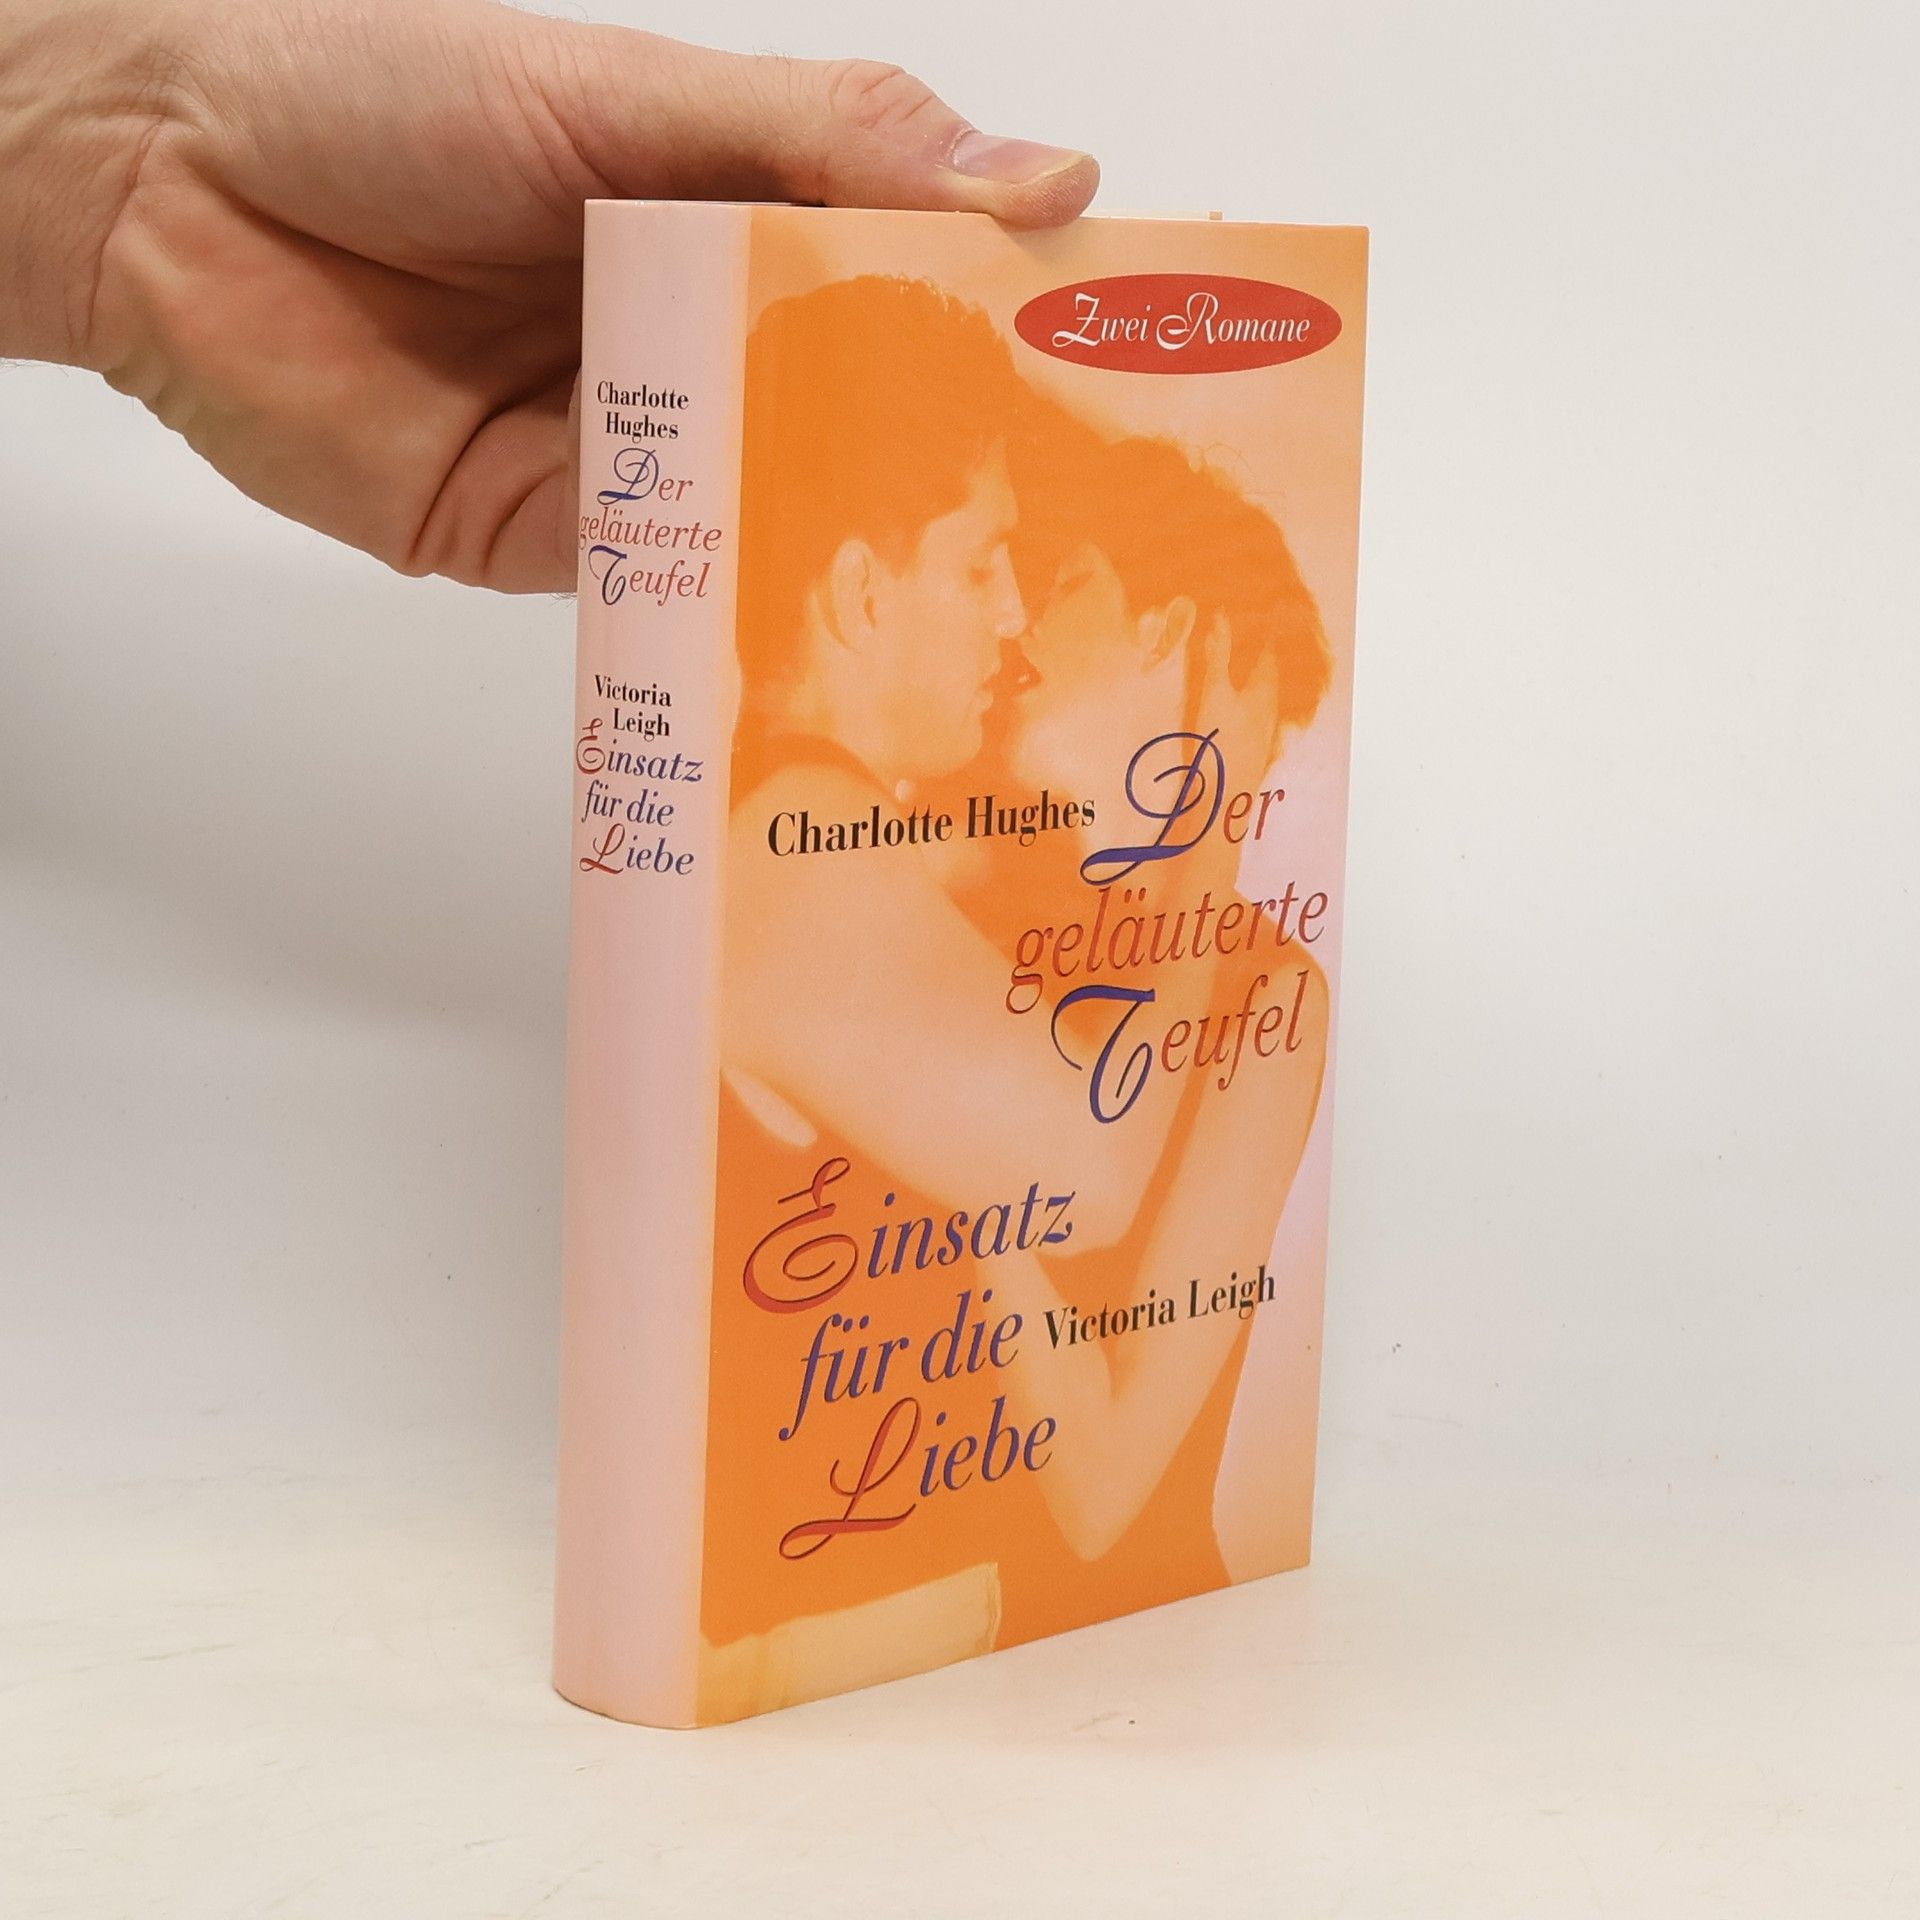 Charlotte
Hughes
Der
geläuterte
Teufel
Victoria
Leigh
Einsatz
für die
Liebe
Zwei Romane
Charlotte Hughes
Der
geläuterte
Teufel
Einsatz
für die
Liebe
Victoria Leigh